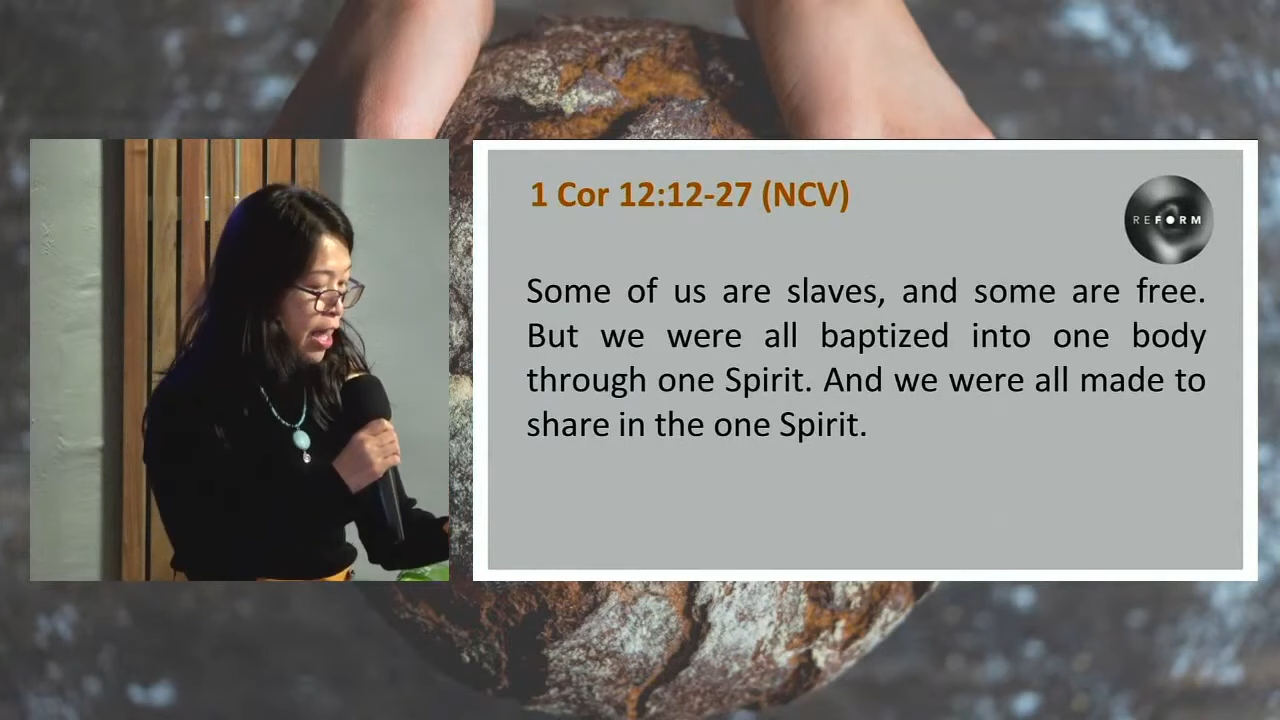 1 Cor 12:12-27 (NCV)
REFORM
Some of us are slaves, and some are free.
But we were all baptized into one body
through one Spirit. And we were all made to
share in the one Spirit.